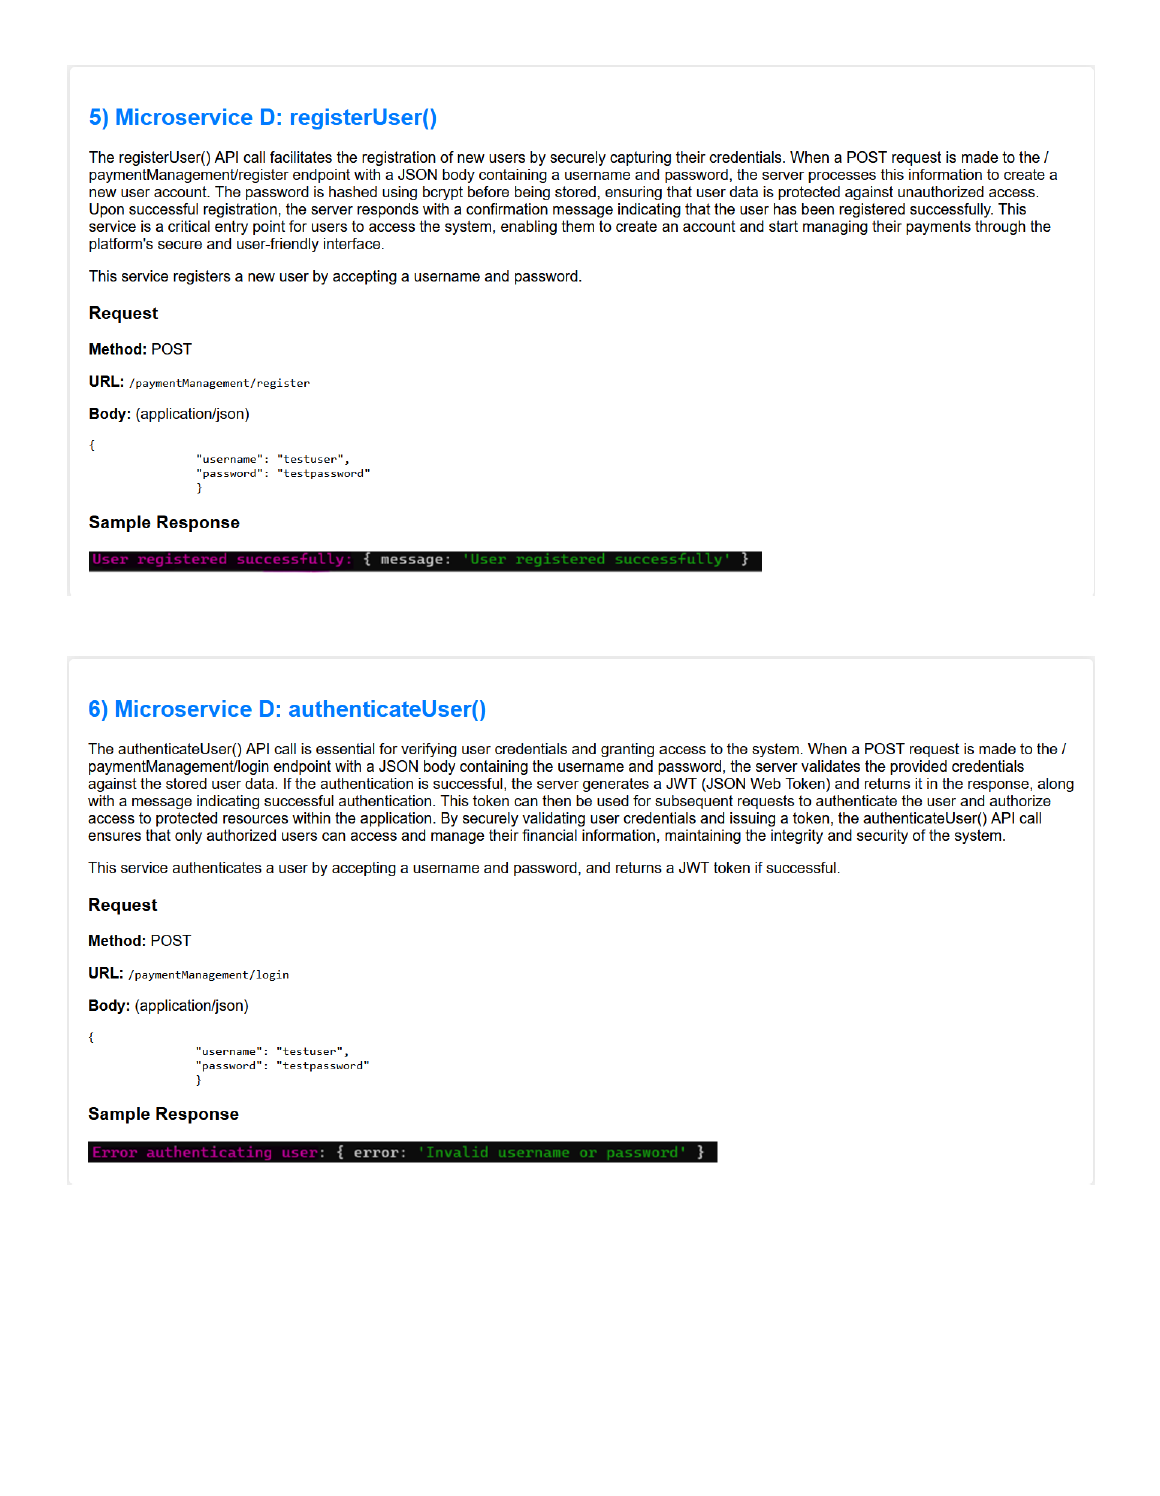 5) Microservice D: registerUser()
The registerUser() API call facilitates the registration of new users by securely capturing their credentials. When a POST request is made to the /
paymentManagement/register endpoint with a JSON body containing a username and password, the server processes this information to create a
new user account. The password is hashed using bcrypt before being stored, ensuring that user data is protected against unauthorized access.
Upon successful registration, the server responds with a confirmation message indicating that the user has been registered successfully. This
service is a critical entry point for users to access the system, enabling them to create an account and start managing their payments through the
platform's secure and user-friendly interface.
This service registers a new user by accepting a username and password.
Request
Method: POST
URL: /paymentManagement/register
Body: (application/json)
{
"username": "testuser",
"password": "testpassword"
}
Sample Response
User registered successfully: { message: 'User registered successfully' }
6) Microservice D: authenticateUser()
The authenticateUser() API call is essential for verifying user credentials and granting access to the system. When a POST request is made to the /
paymentManagement/login endpoint with a JSON body containing the username and password, the server validates the provided credentials
against the stored user data. If the authentication is successful, the server generates a JWT (JSON Web Token) and returns it in the response, along
with a message indicating successful authentication. This token can then be used for subsequent requests to authenticate the user and authorize
access to protected resources within the application. By securely validating user credentials and issuing a token, the authenticateUser() API call
ensures that only authorized users can access and manage their financial information, maintaining the integrity and security of the system.
This service authenticates a user by accepting a username and password, and returns a JWT token if successful.
Request
Method: POST
URL: /paymentManagement/login
Body: (application/json)
{
"username": "testuser",
"password": "testpassword"
}
Sample Response
Error authenticating user: { error: 'Invalid username or password' }